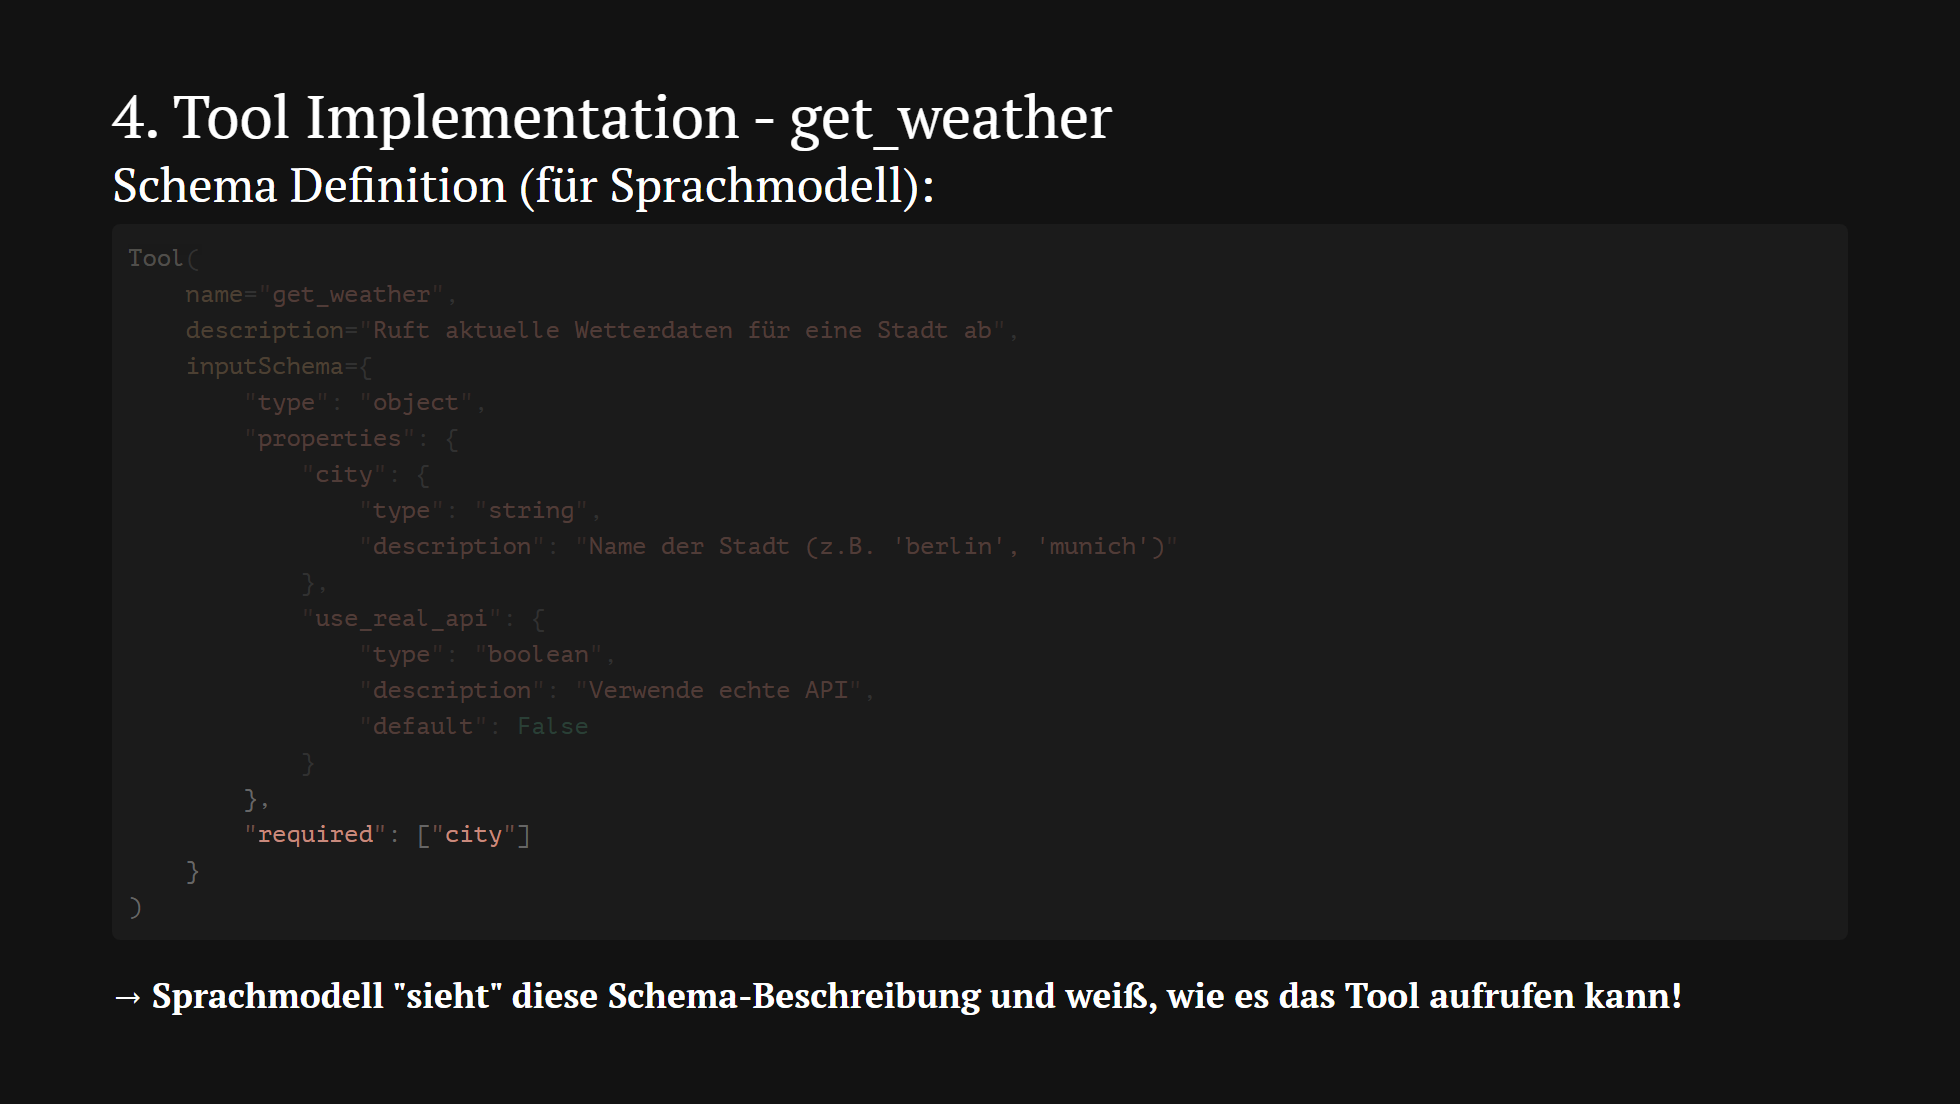 4. Tool Implementation - get_weather
Schema Definition (für Sprachmodell):
Tool(
    name="get_weather",
    description="Ruft aktuelle Wetterdaten für eine Stadt ab",
    inputSchema={
        "type": "object",
        "properties": {
            "city": {
                "type": "string",
                "description": "Name der Stadt (z.B. 'berlin', 'munich')"
            },
            "use_real_api": {
                "type": "boolean",
                "description": "Verwende echte API",
                "default": False
            }
        },
        "required": ["city"]
    }
)
→ Sprachmodell "sieht" diese Schema-Beschreibung und weiß, wie es das Tool aufrufen kann!